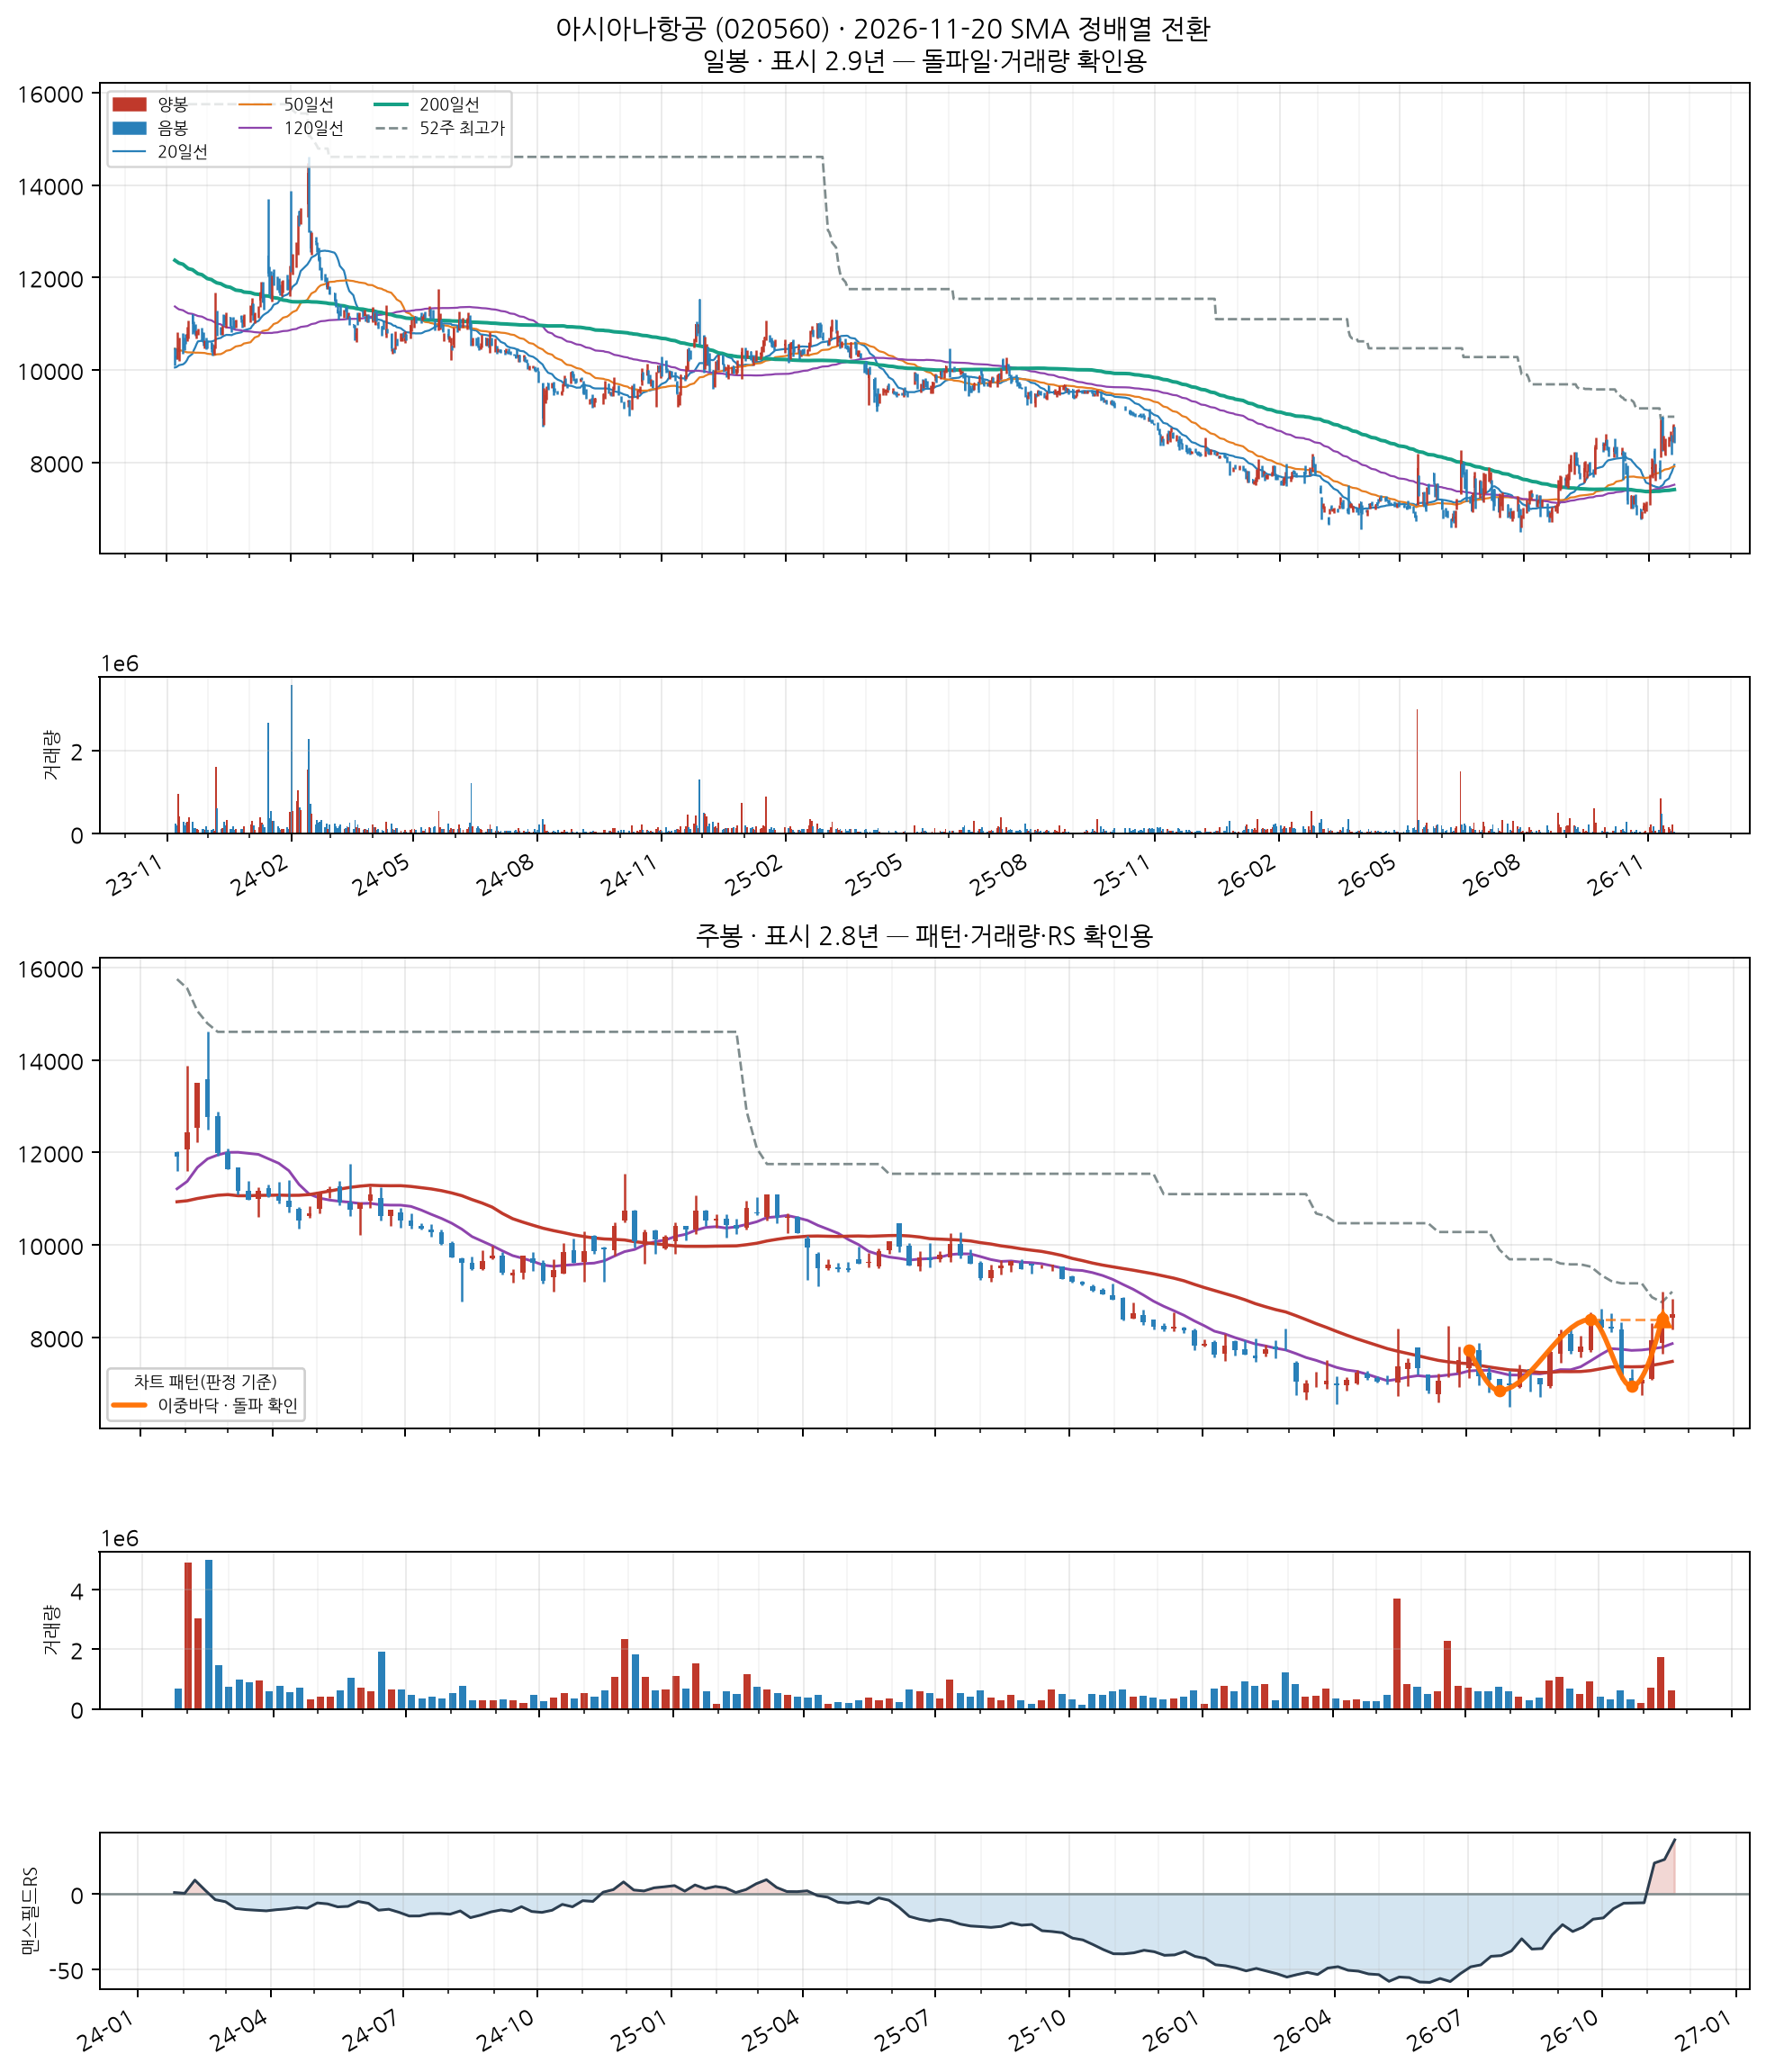 아시아나항공 (020560) · 2026-11-20 SMA 정배열 전환
일봉 · 표시 2.9년 — 돌파일·거래량 확인용
양봉
음봉
20일선
50일선
120일선
200일선
52주 최고가
16000
14000
12000
10000
8000
1e6
거래량
2
0
23-11
24-02
24-05
24-08
24-11
25-02
25-05
25-08
25-11
26-02
26-05
26-08
26-11
주봉 · 표시 2.8년 — 패턴·거래량·RS 확인용
16000
14000
12000
10000
8000
차트 패턴(판정 기준)
이중바닥 · 돌파 확인
1e6
거래량
4
2
0
맨스필드RS
0
-50
24-01
24-04
24-07
24-10
25-01
25-04
25-07
25-10
26-01
26-04
26-07
26-10
27-01